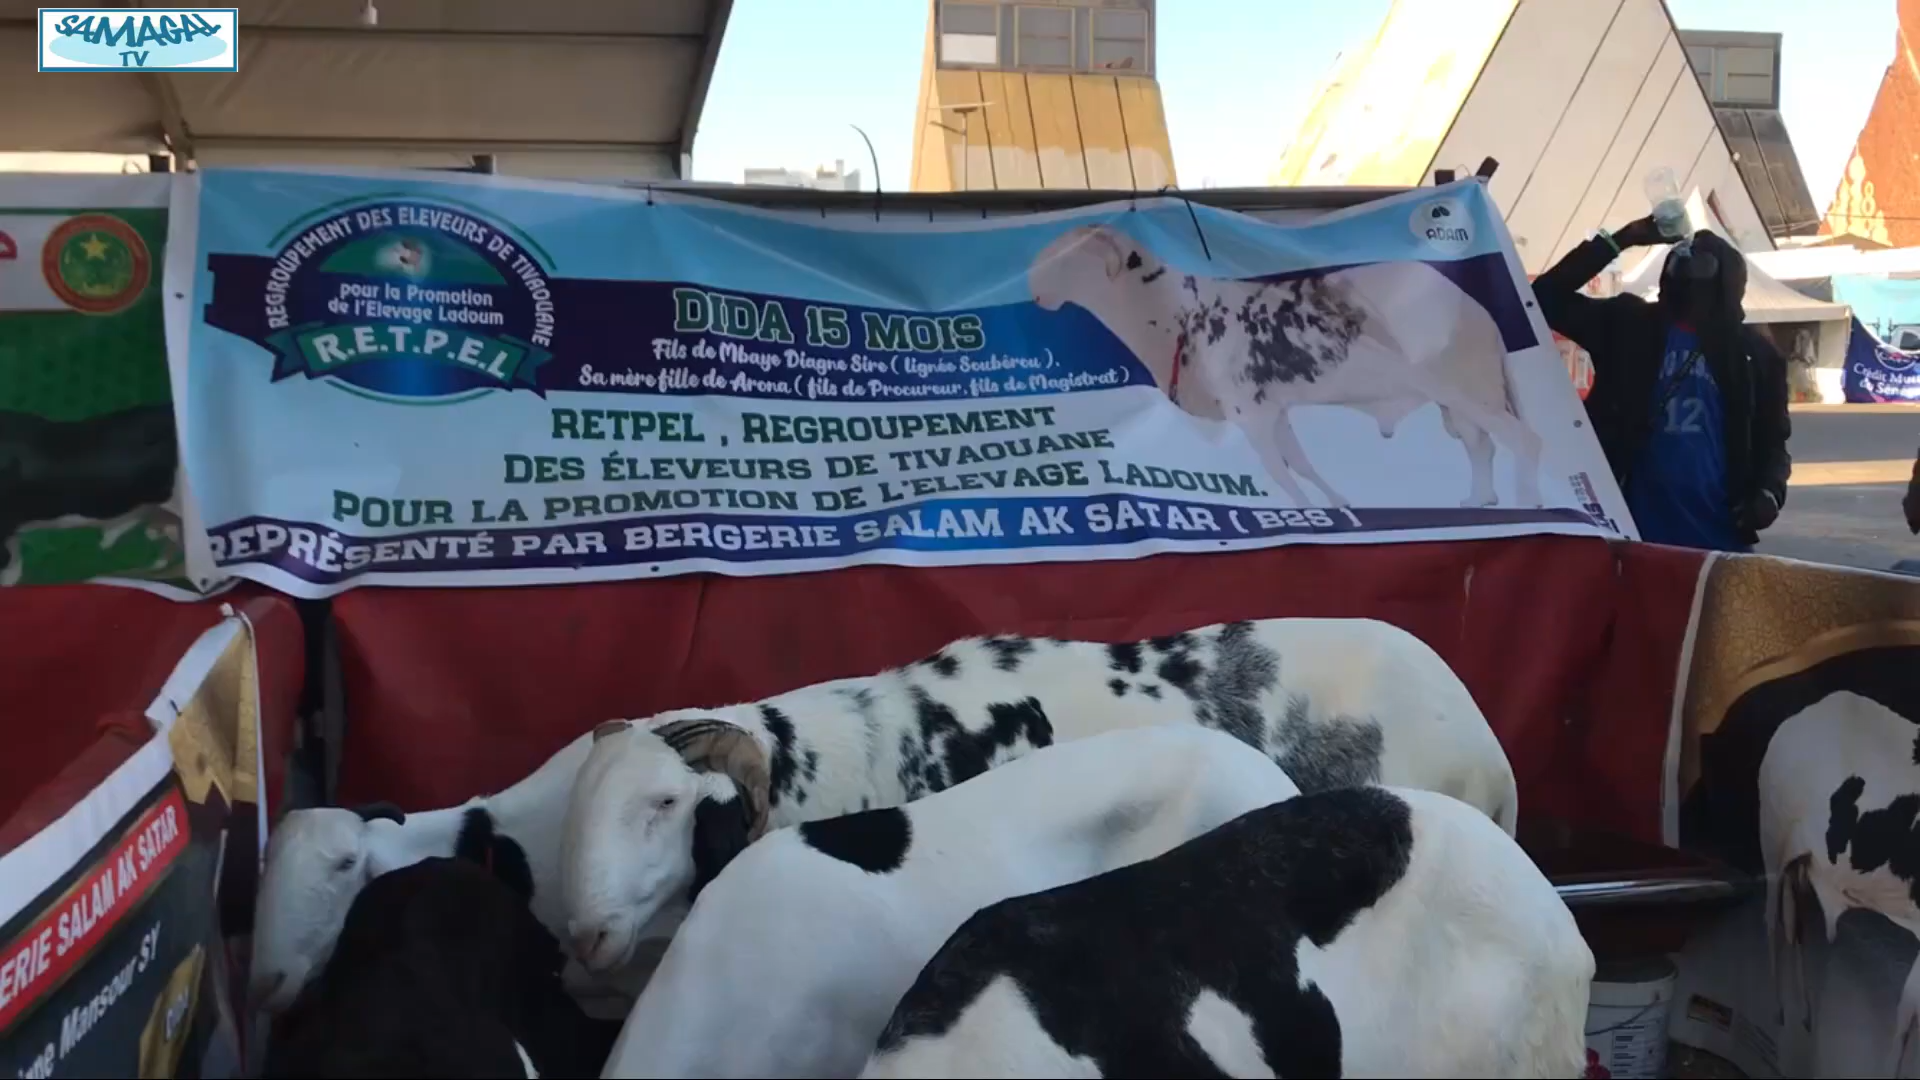 SAMAGAL
TV
REGROUPEMENT DES ELEVEURS DE TIVAOUANE
pour la Promotion
de l'Elevage Ladoum
R.E.T.P.E.L
ADAM
DIDA 15 MOIS
Fils de Mbaye Diagne Sire ( lignée Soubérou ).
Sa mère fille de Arona ( fils de Procureur, fils de Magistrat )
RETPEL , REGROUPEMENT
DES ÉLEVEURS DE TIVAOUANE
POUR LA PROMOTION DE L'ELEVAGE LADOUM.
REPRÉSENTÉ PAR BERGERIE SALAM AK SATAR ( B2S )
12
ERIE SALAM AK SATAR
Mansour SY